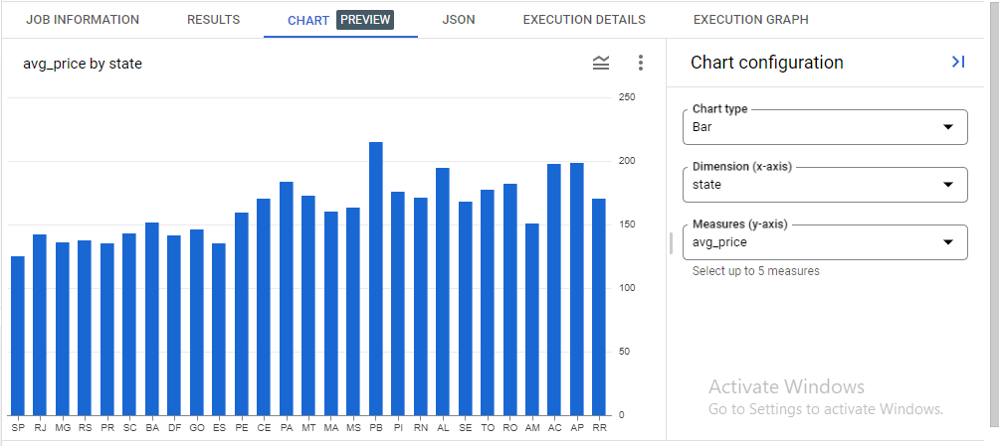 JOB INFORMATION RESULTS CHART PREVIEW JSON EXECUTION DETAILS EXECUTION GRAPH
avg_price by state
250
200
150
100
50
0
SP RJ MG RS PR SC BA DF GO ES PE CE PA MT MA MS PB PI RN AL SE TO RO AM AC AP RR
Chart configuration
Chart type
Bar
Dimension (x-axis)
state
Measures (y-axis)
avg_price
Select up to 5 measures
Activate Windows
Go to Settings to activate Windows.